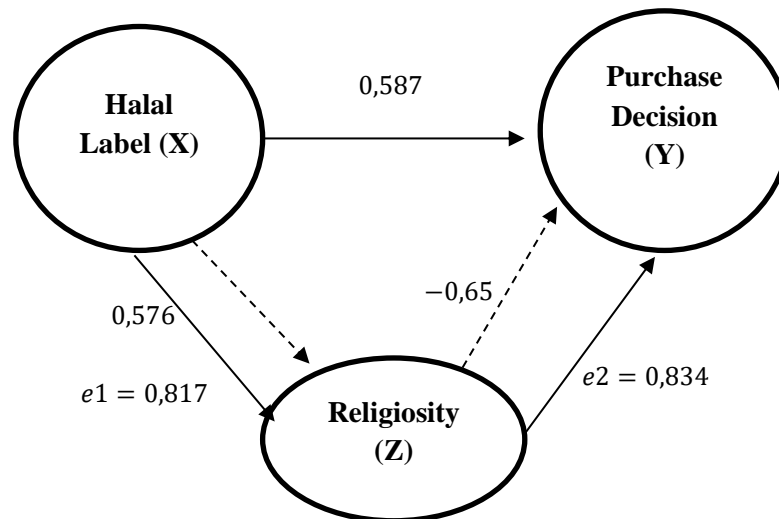 Halal
Label (X)
0,587
Purchase
Decision
(Y)
0,576
−0,65
e1 = 0,817
e2 = 0,834
Religiosity
(Z)